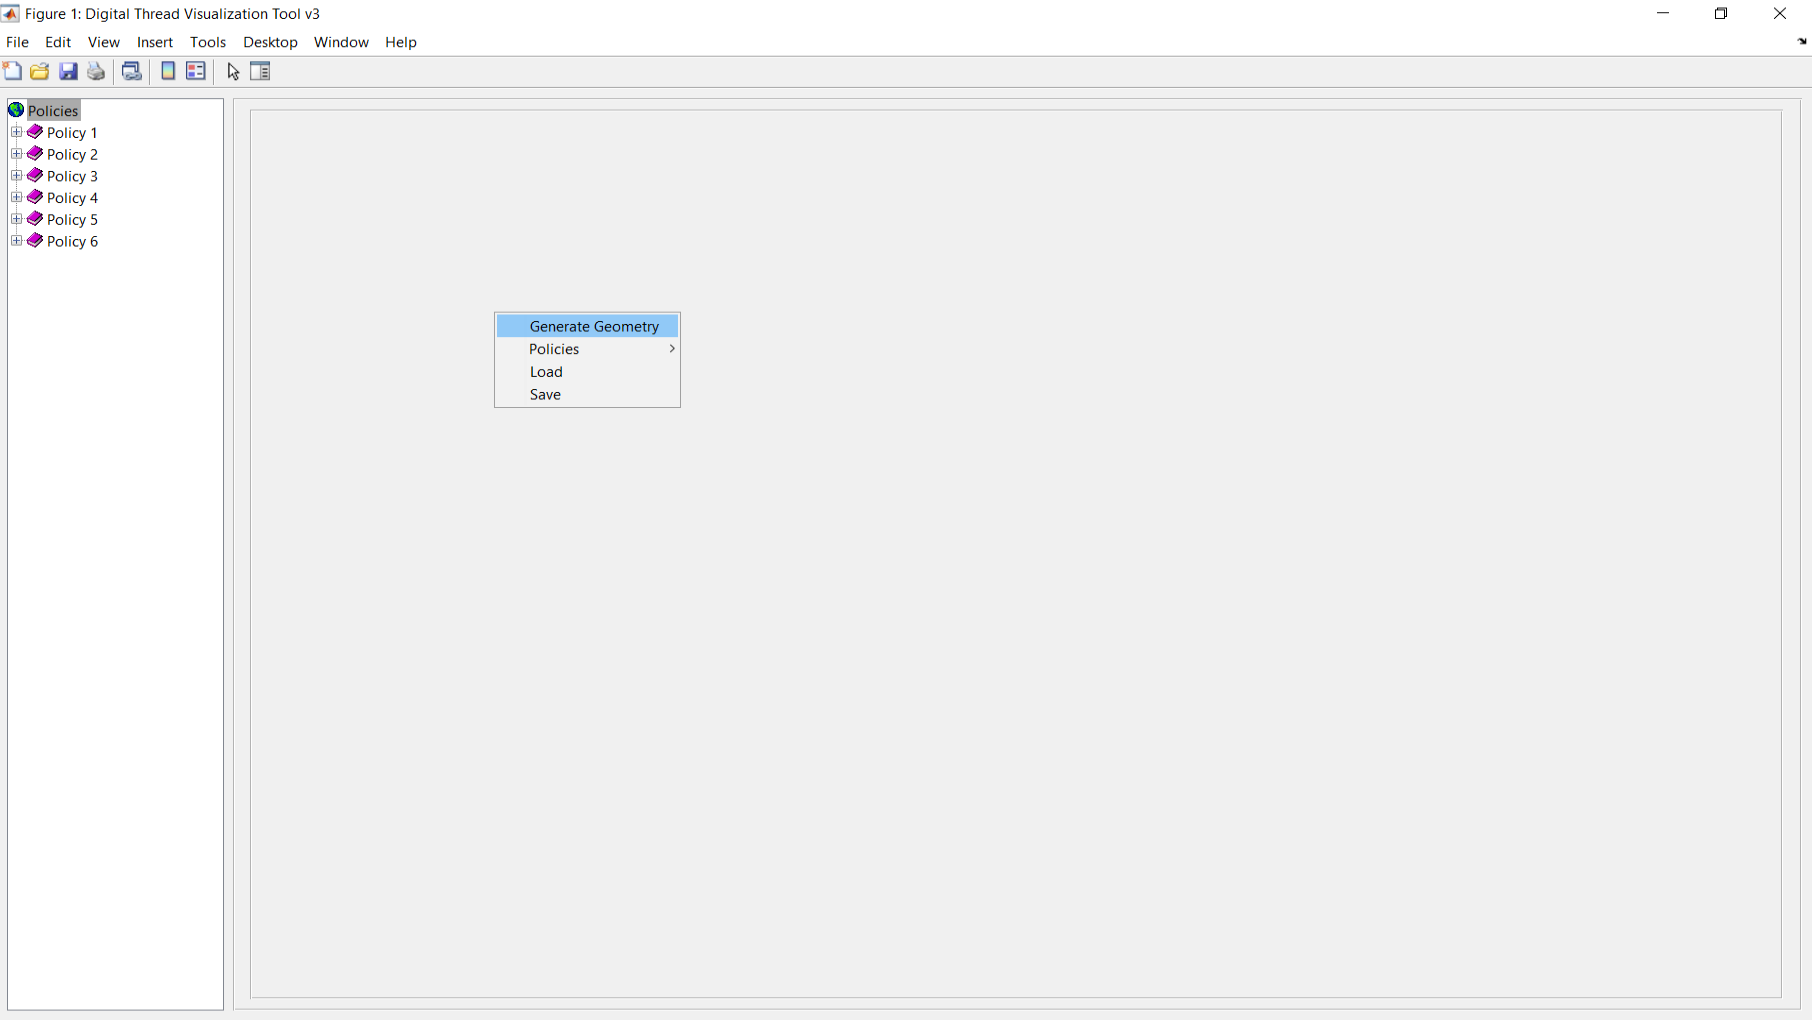 Figure 1: Digital Thread Visualization Tool v3
File Edit View Insert Tools Desktop Window Help
Policies
Policy 1
Policy 2
Policy 3
Policy 4
Policy 5
Policy 6
Generate Geometry
Policies
Load
Save